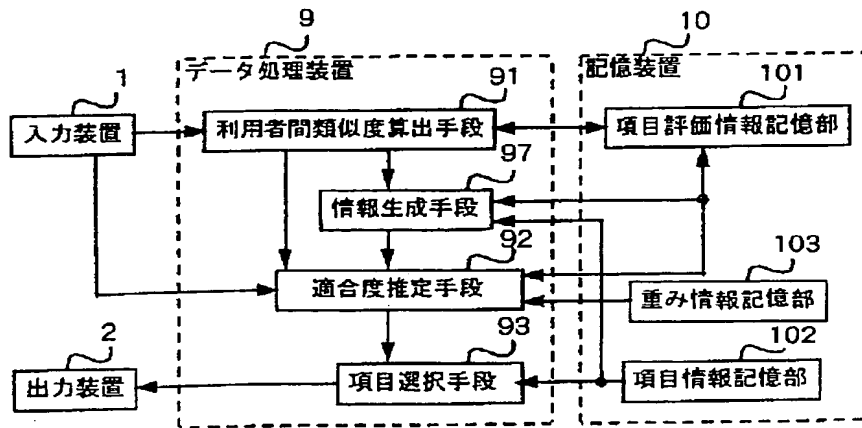 9
データ処理装置
10
記憶装置
1
入力装置
91
利用者間類似度算出手段
101
項目評価情報記憶部
97
情報生成手段
92
適合度推定手段
103
重み情報記憶部
2
出力装置
93
項目選択手段
102
項目情報記憶部